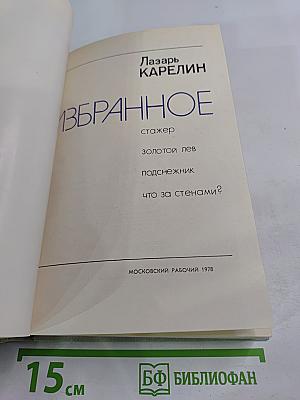 Лазарь
КАРЕЛИН
ИЗБРАННОЕ
стажер
золотой лев
подснежник
что за стенами?
МОСКОВСКИЙ РАБОЧИЙ 1978
15 см
БФ БИБЛИОФАН